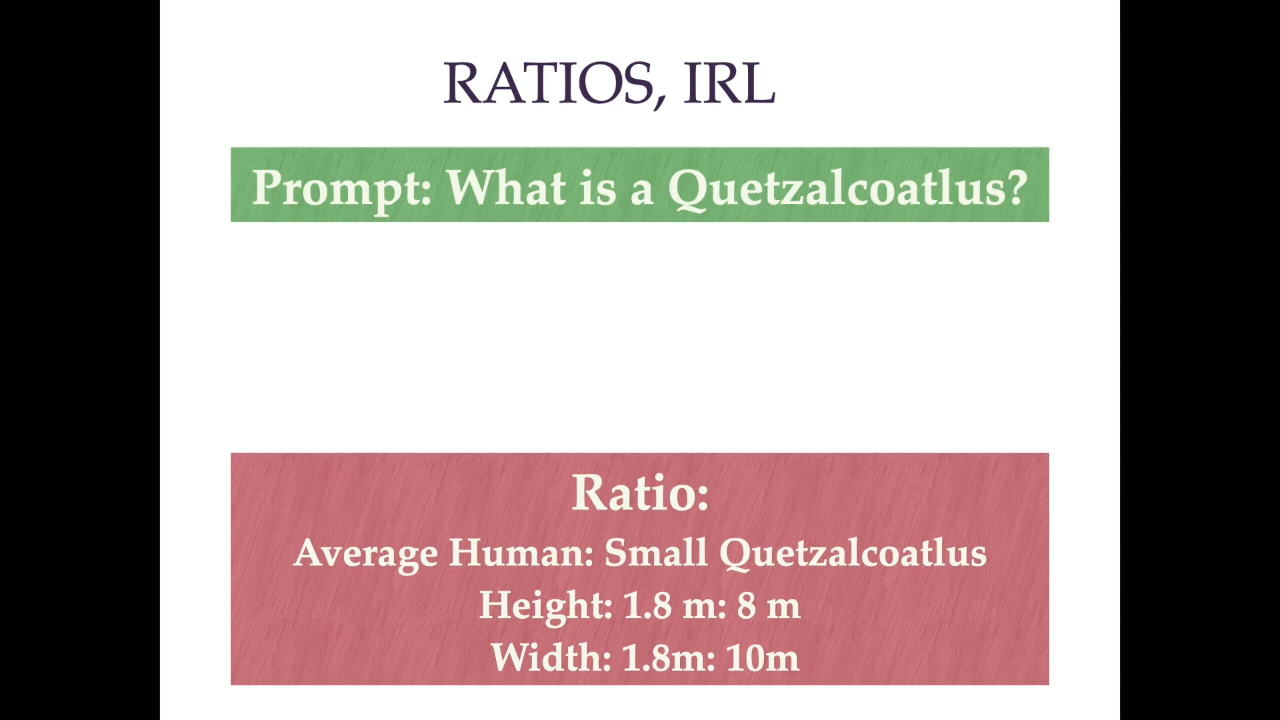 RATIOS, IRL
Prompt: What is a Quetzalcoatlus?
Ratio:
Average Human: Small Quetzalcoatlus
Height: 1.8 m: 8 m
Width: 1.8m: 10m